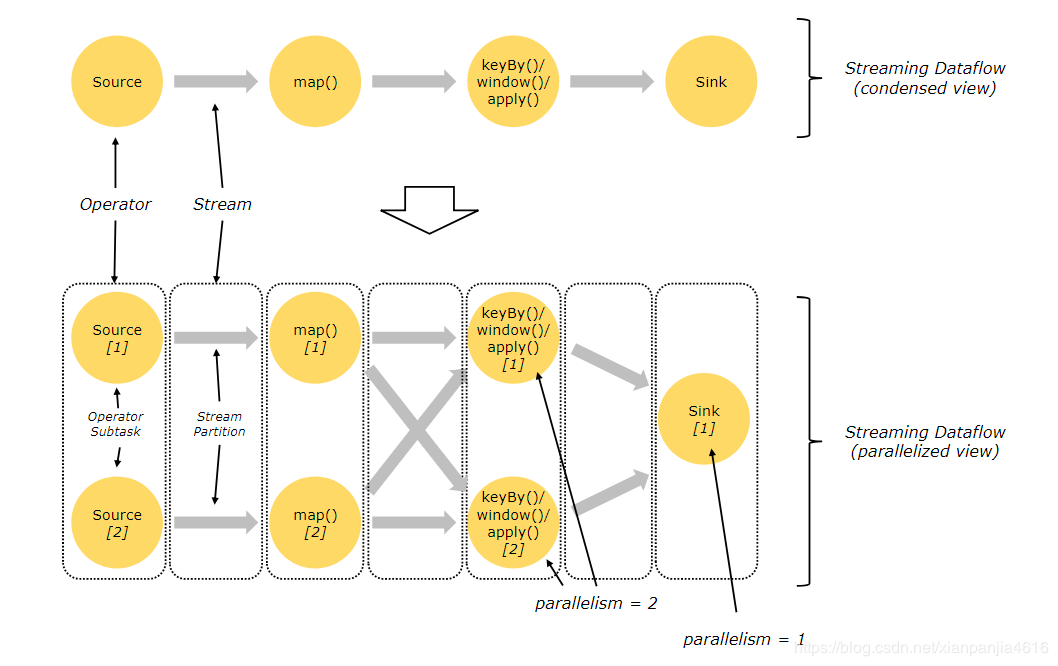 Source
map()
keyBy()/
window()/
apply()
Sink
Streaming Dataflow
(condensed view)
Operator
Stream
Source
[1]
map()
[1]
keyBy()/
window()/
apply()
[1]
Operator
Subtask
Stream
Partition
Sink
[1]
Streaming Dataflow
(parallelized view)
Source
[2]
map()
[2]
keyBy()/
window()/
apply()
[2]
parallelism = 2
parallelism = 1
https://blog.csdn.net/xianpanjia4616